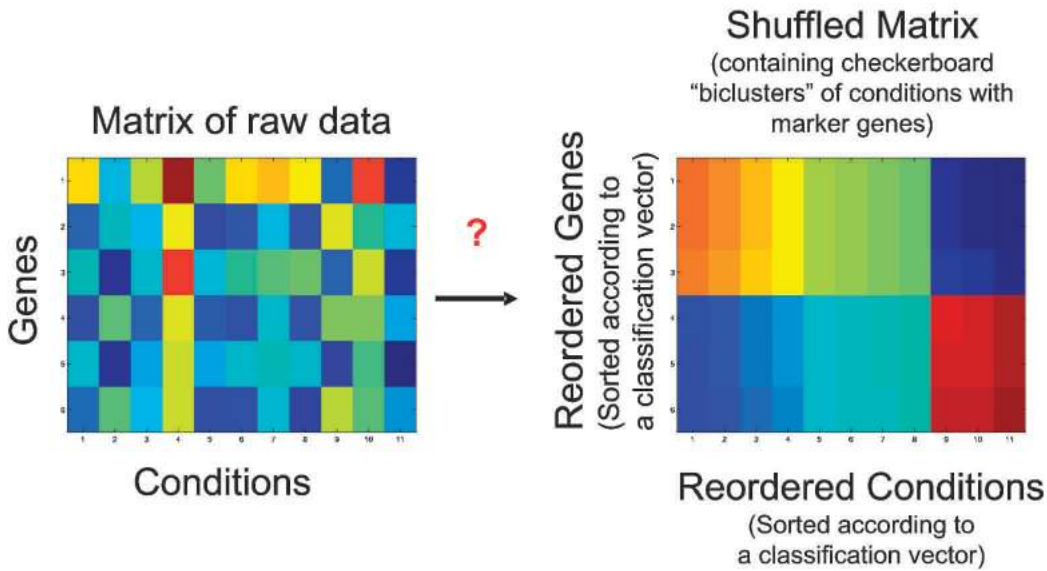 Matrix of raw data
Genes
1
2
3
4
5
6
1 2 3 4 5 6 7 8 9 10 11
Conditions
?
Shuffled Matrix
(containing checkerboard
“biclusters” of conditions with
marker genes)
Reordered Genes
(Sorted according to
a classification vector)
1
2
3
4
5
6
1 2 3 4 5 6 7 8 9 10 11
Reordered Conditions
(Sorted according to
a classification vector)